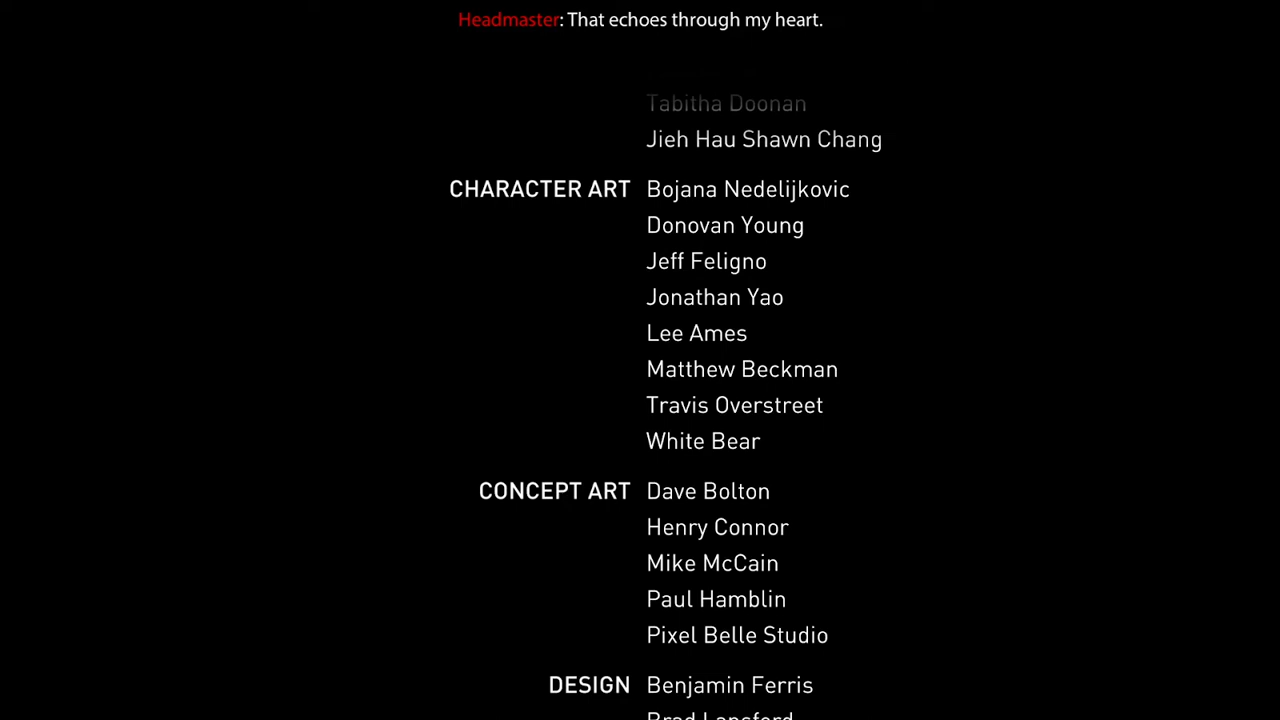 Headmaster: That echoes through my heart.
Tabitha Doonan
Jieh Hau Shawn Chang
CHARACTER ART Bojana Nedelijkovic
Donovan Young
Jeff Feligno
Jonathan Yao
Lee Ames
Matthew Beckman
Travis Overstreet
White Bear
CONCEPT ART Dave Bolton
Henry Connor
Mike McCain
Paul Hamblin
Pixel Belle Studio
DESIGN Benjamin Ferris
Brad Lansford